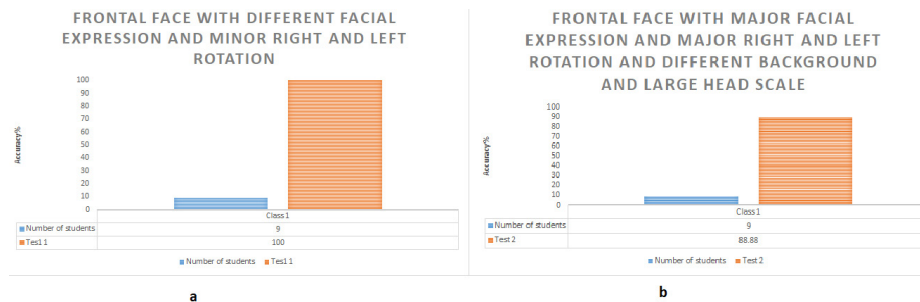 FRONTAL FACE WITH DIFFERENT FACIAL
EXPRESSION AND MINOR RIGHT AND LEFT
ROTATION
Accuracy%
100
90
80
70
60
50
40
30
20
10
0
Class 1
Number of students 9
Tes1 1 100
Number of students Tes1 1
a
FRONTAL FACE WITH MAJOR FACIAL
EXPRESSION AND MAJOR RIGHT AND LEFT
ROTATION AND DIFFERENT BACKGROUND
AND LARGE HEAD SCALE
Accuracy%
100
90
80
70
60
50
40
30
20
10
0
Class 1
Number of students 9
Test 2 88.88
Number of students Test 2
b